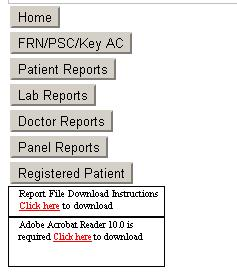 Home
FRN/PSC/Key AC
Patient Reports
Lab Reports
Doctor Reports
Panel Reports
Registered Patient
Report File Download Instructions
Click here to download
Adobe Acrobat Reader 10.0 is
required Click here to download